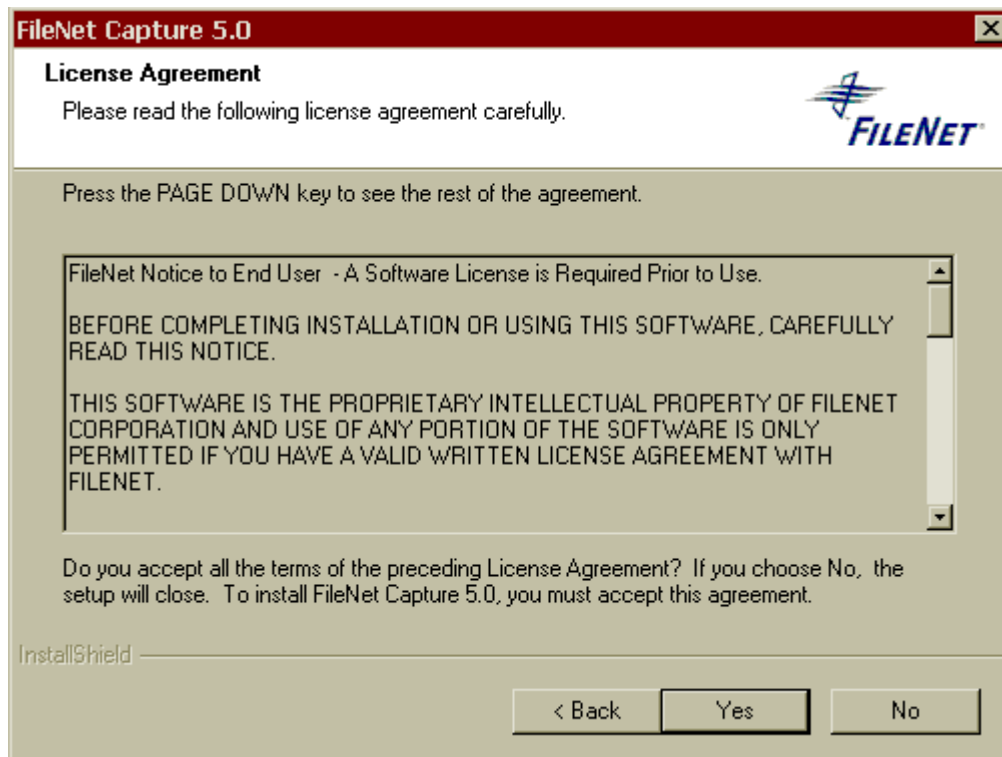 FileNet Capture 5.0
License Agreement
Please read the following license agreement carefully.
FILENET
Press the PAGE DOWN key to see the rest of the agreement.
FileNet Notice to End User  - A Software License is Required Prior to Use.
BEFORE COMPLETING INSTALLATION OR USING THIS SOFTWARE, CAREFULLY
READ THIS NOTICE.
THIS SOFTWARE IS THE PROPRIETARY INTELLECTUAL PROPERTY OF FILENET
CORPORATION AND USE OF ANY PORTION OF THE SOFTWARE IS ONLY
PERMITTED IF YOU HAVE A VALID WRITTEN LICENSE AGREEMENT WITH
FILENET.
Do you accept all the terms of the preceding License Agreement?  If you choose No,  the
setup will close.  To install FileNet Capture 5.0, you must accept this agreement.
InstallShield
< Back
Yes
No